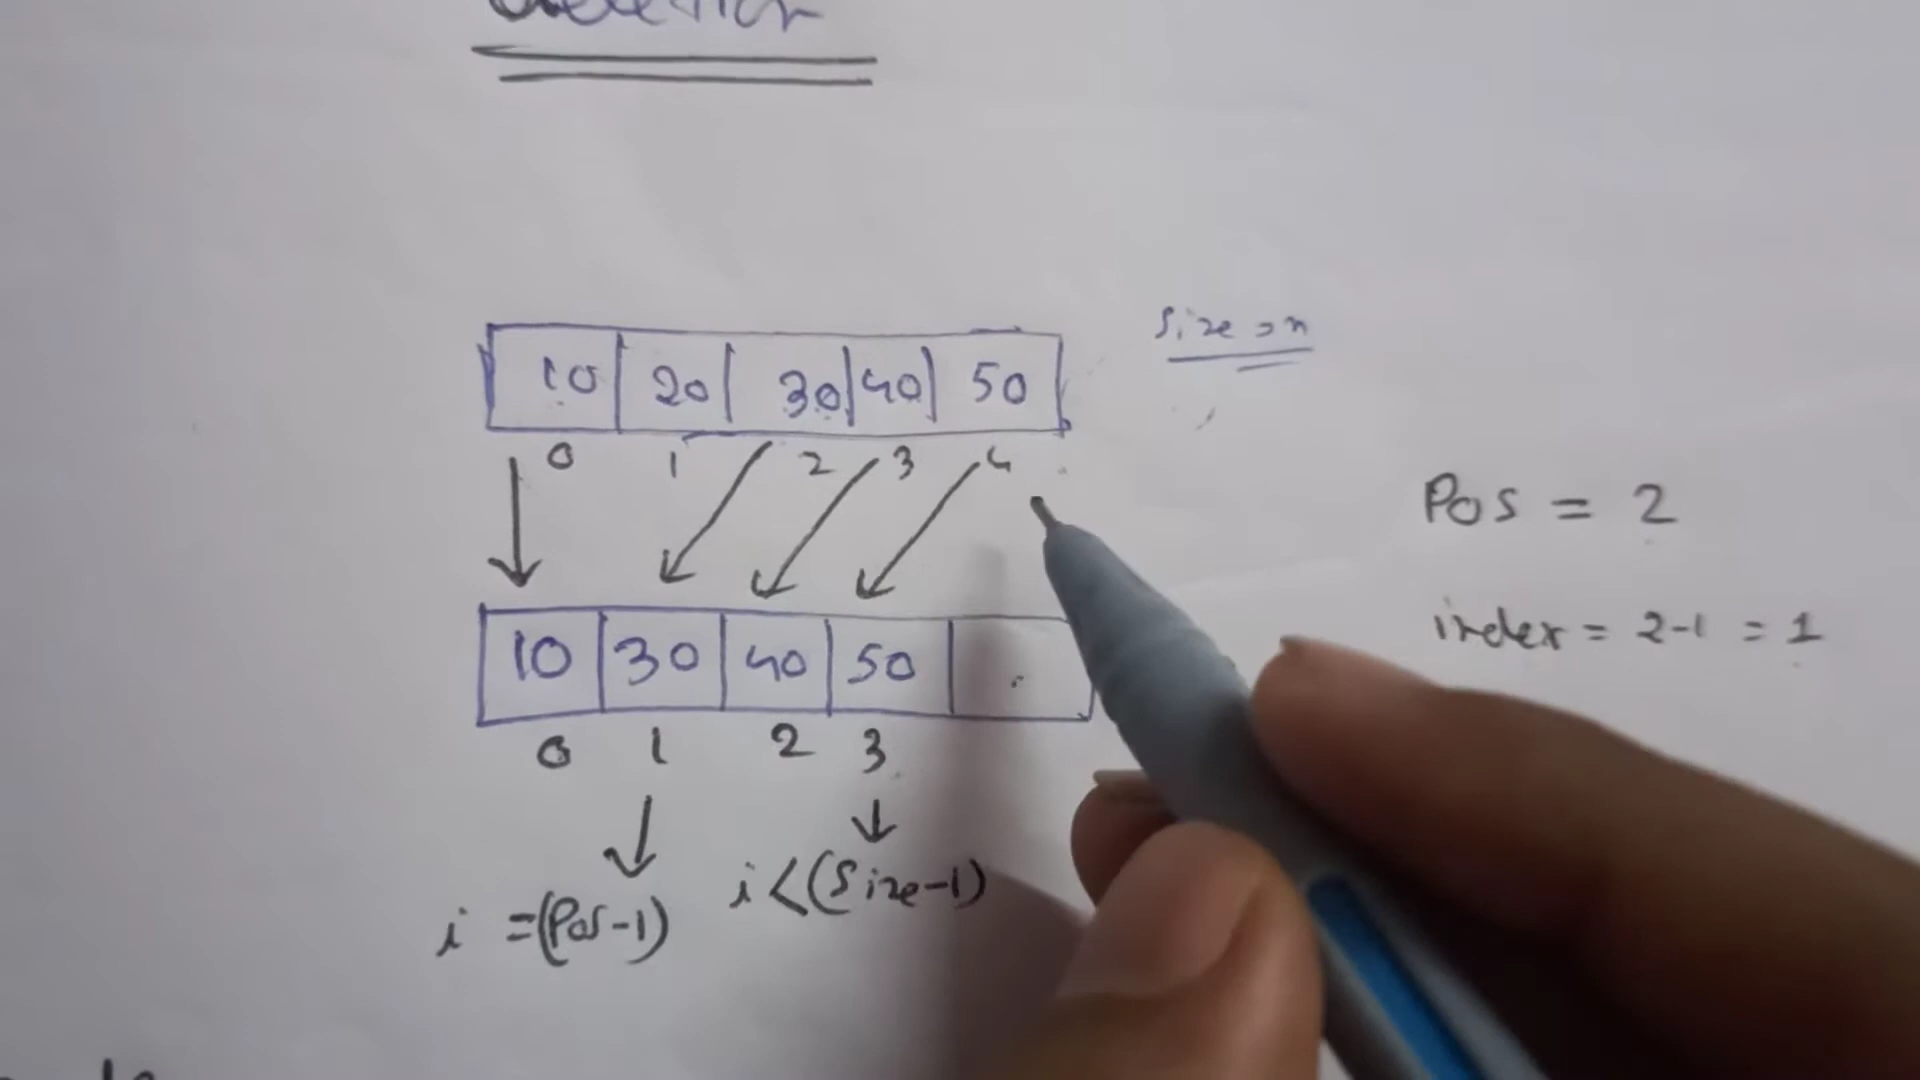 size = n
10 20 30 40 50
0 1 2 3 4
Pos = 2
index = 2-1 = 1
10 30 40 50
0 1 2 3
i = (Pos-1) i < (Size-1)